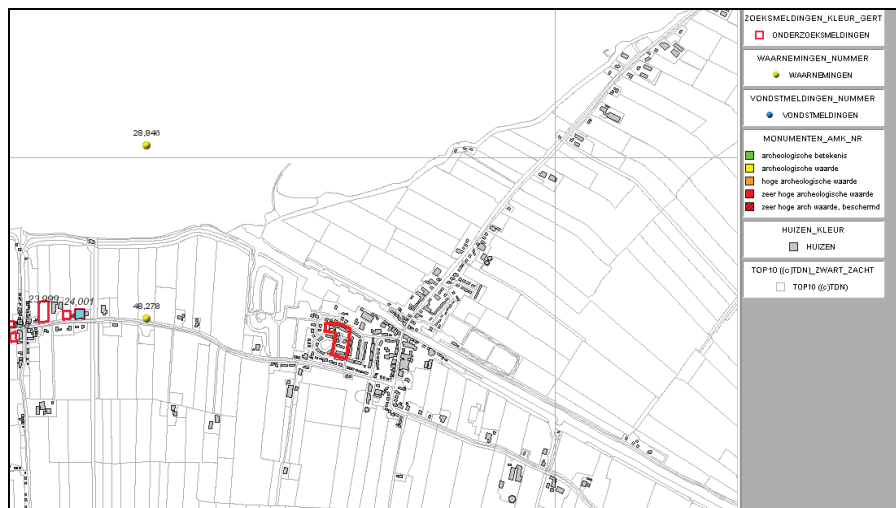 28,846
23,999
24,001
48,278
ZOEKSMELDINGEN_KLEUR_GERT
ONDERZOEKSMELDINGEN
WAARNEMINGEN_NUMMER
WAARNEMINGEN
VONDSTMELDINGEN_NUMMER
VONDSTMELDINGEN
MONUMENTEN_AMK_NR
archeologische betekenis
archeologische waarde
hoge archeologische waarde
zeer hoge archeologische waarde
zeer hoge arch waarde, beschermd
HUIZEN_KLEUR
HUIZEN
TOP10 ((c)TDN)_ZWART_ZACHT
TOP10 ((c)TDN)